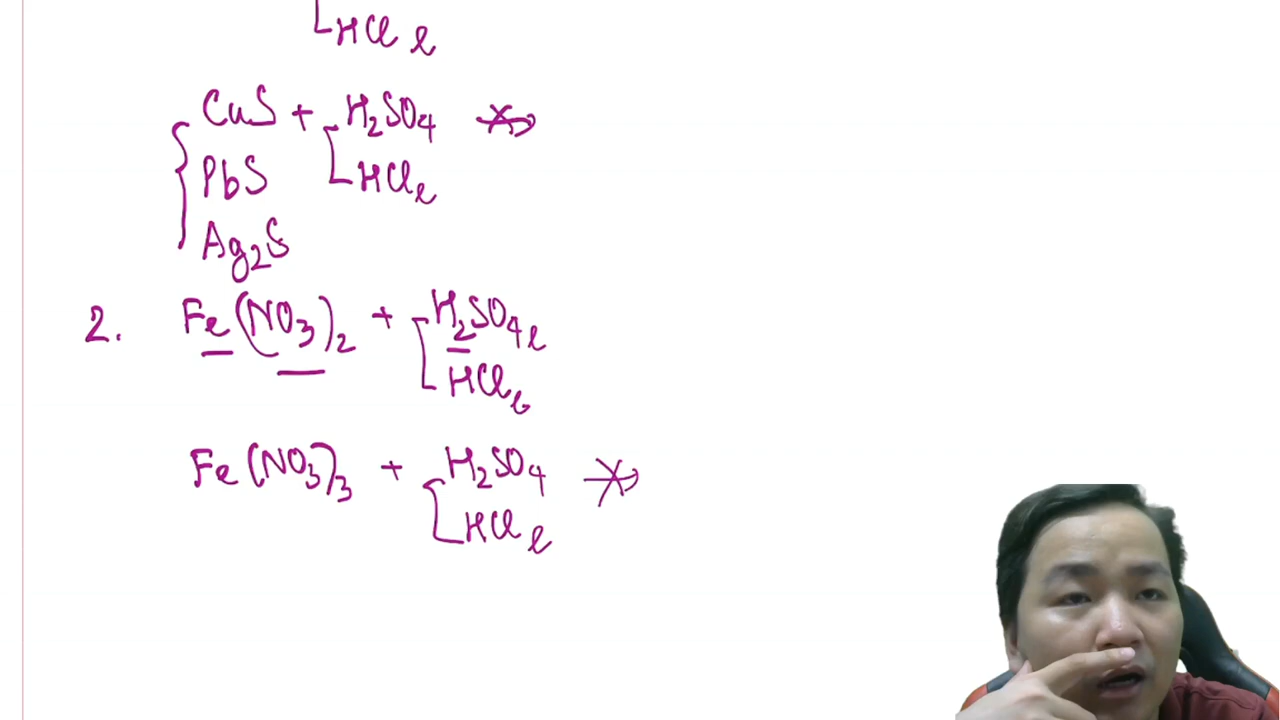 HCl l
CuS + H2SO4
PbS HCl l
Ag2S
2. Fe(NO3)2 + H2SO4 l
HCl l
Fe(NO3)3 + H2SO4
HCl l